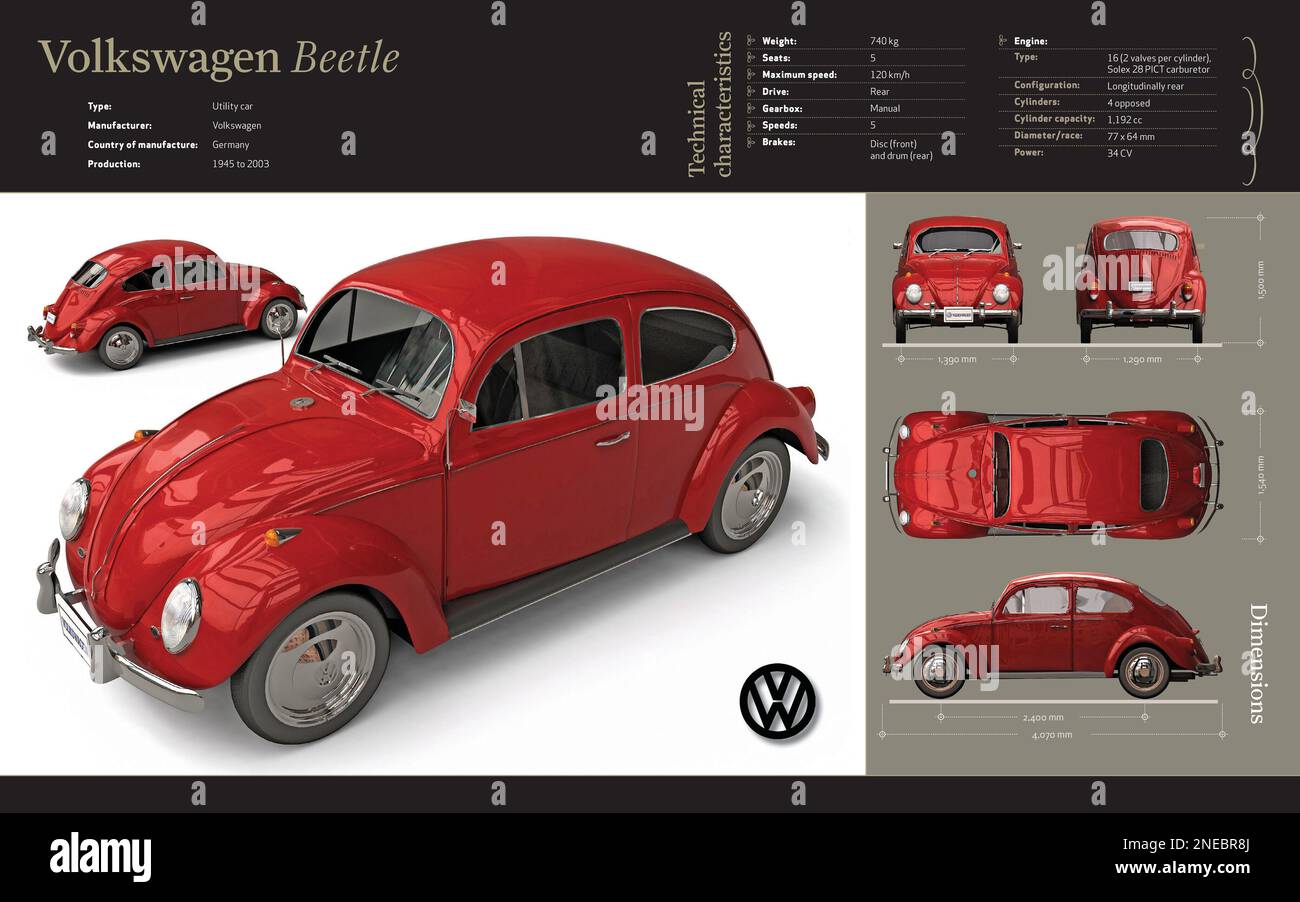 Volkswagen Beetle
Type: Utility car
Manufacturer: Volkswagen
Country of manufacture: Germany
Production: 1945 to 2003
Technical
characteristics
Weight: 740 kg
Seats: 5
Maximum speed: 120 km/h
Drive: Rear
Gearbox: Manual
Speeds: 5
Brakes: Disc (front)
and drum (rear)
Engine:
Type: 16 (2 valves per cylinder),
Solex 28 PICT carburetor
Configuration: Longitudinally rear
Cylinders: 4 opposed
Cylinder capacity: 1,192 cc
Diameter/race: 77 x 64 mm
Power: 34 CV
1,500 mm
1,390 mm
1,290 mm
1,540 mm
Dimensions
2,400 mm
4,070 mm
VW
a
alamy
alamy
alamy
Image ID: 2NEBR8J
www.alamy.com